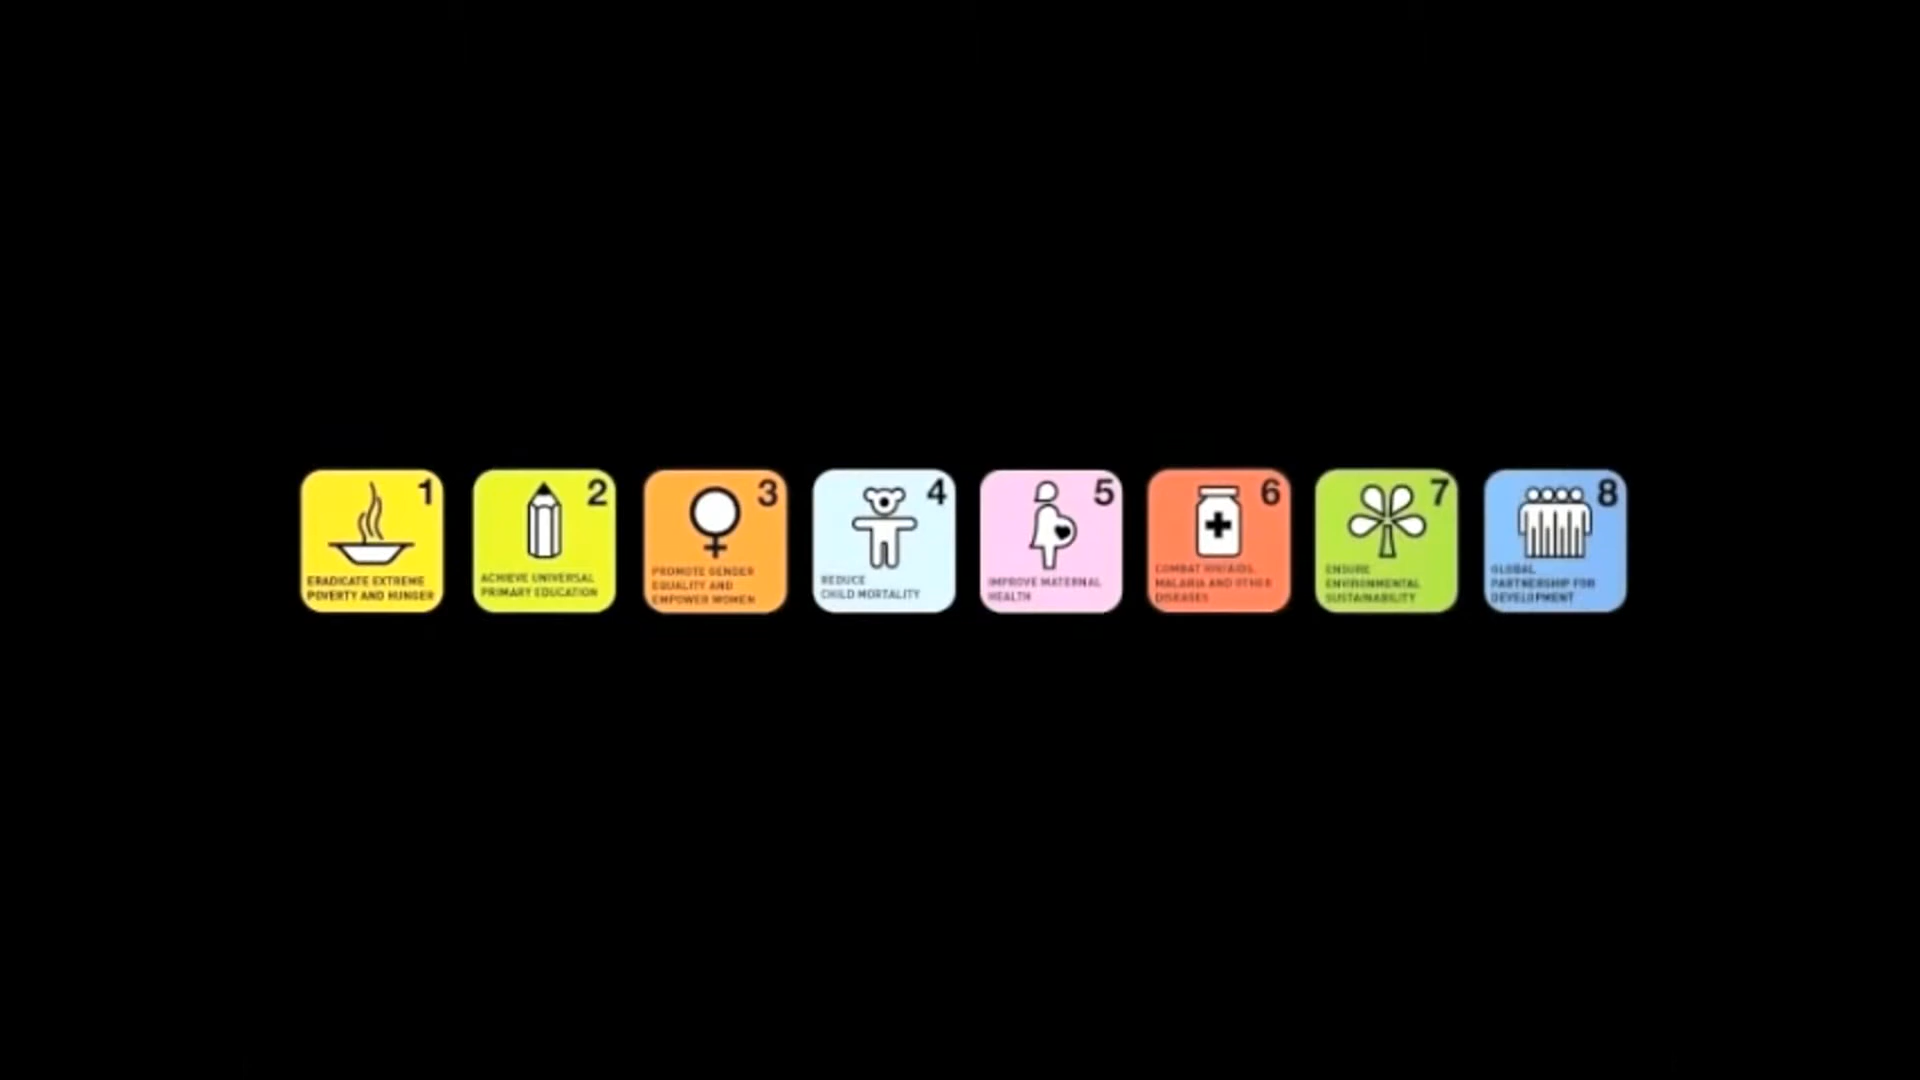 1
ERADICATE EXTREME
POVERTY AND HUNGER
2
ACHIEVE UNIVERSAL
PRIMARY EDUCATION
3
PROMOTE GENDER
EQUALITY AND
EMPOWER WOMEN
4
REDUCE
CHILD MORTALITY
5
IMPROVE MATERNAL
HEALTH
6
COMBAT HIV/AIDS,
MALARIA AND OTHER
DISEASES
7
ENSURE
ENVIRONMENTAL
SUSTAINABILITY
8
GLOBAL
PARTNERSHIP FOR
DEVELOPMENT